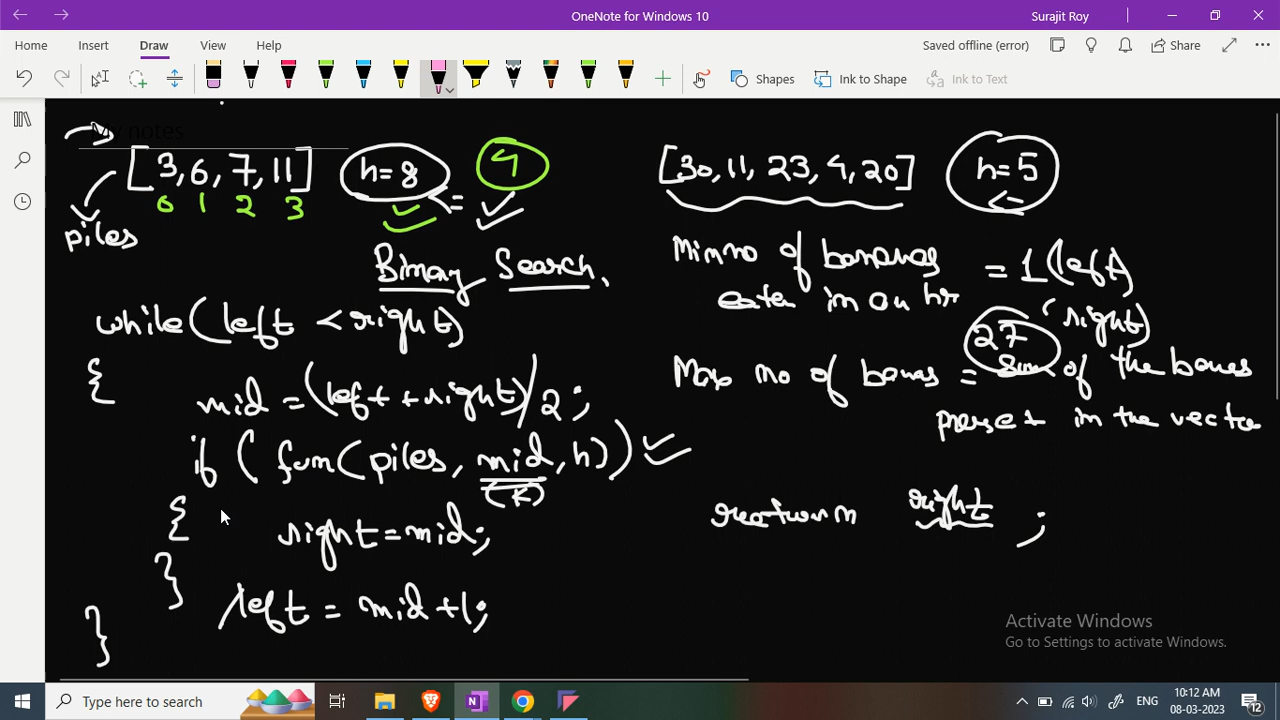 OneNote for Windows 10
Surajit Roy
Home Insert Draw View Help
Saved offline (error)
Share
Shapes
Ink to Shape
Ink to Text
My notes
[3,6,7,11] h=8 4
0 1 2 3 <=
piles
Binary Search.
while(left <right)
{
mid =(left+right)/2;
if (fun(piles, mid, h))
(K)
{ right=mid;
}
left = mid+1;
}
[30,11,23,4,20] h=5
<-
Min no of bananas = 1(left)
eaten in an hr
27 (right)
Max no of banas = sum of the banas
present in the vector
return right ;
Activate Windows
Go to Settings to activate Windows.
Type here to search
ENG
10:12 AM
08-03-2023
12